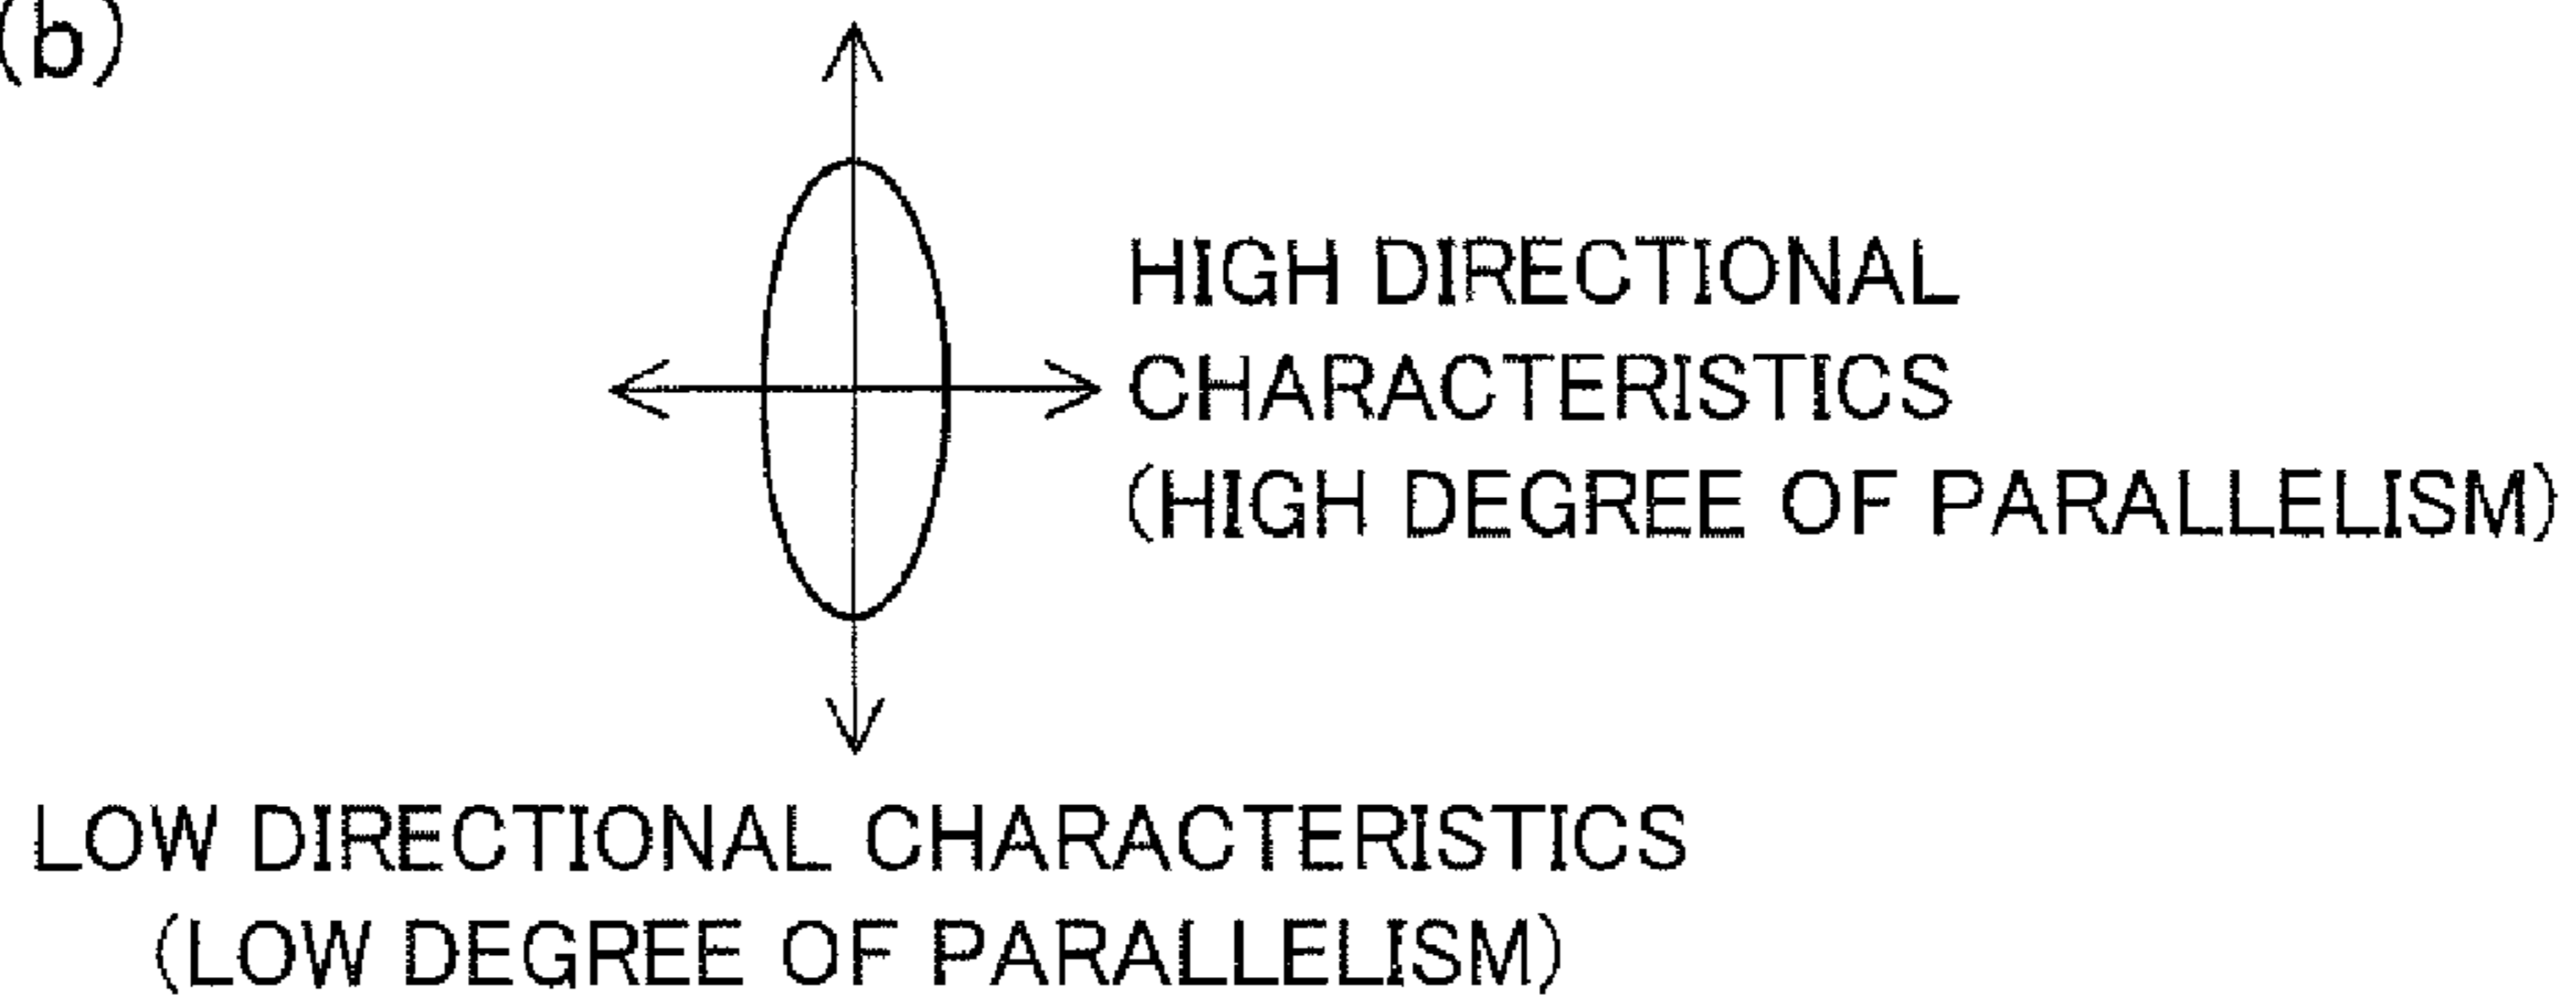 (b)
HIGH DIRECTIONAL
CHARACTERISTICS
(HIGH DEGREE OF PARALLELISM)
LOW DIRECTIONAL CHARACTERISTICS
(LOW DEGREE OF PARALLELISM)